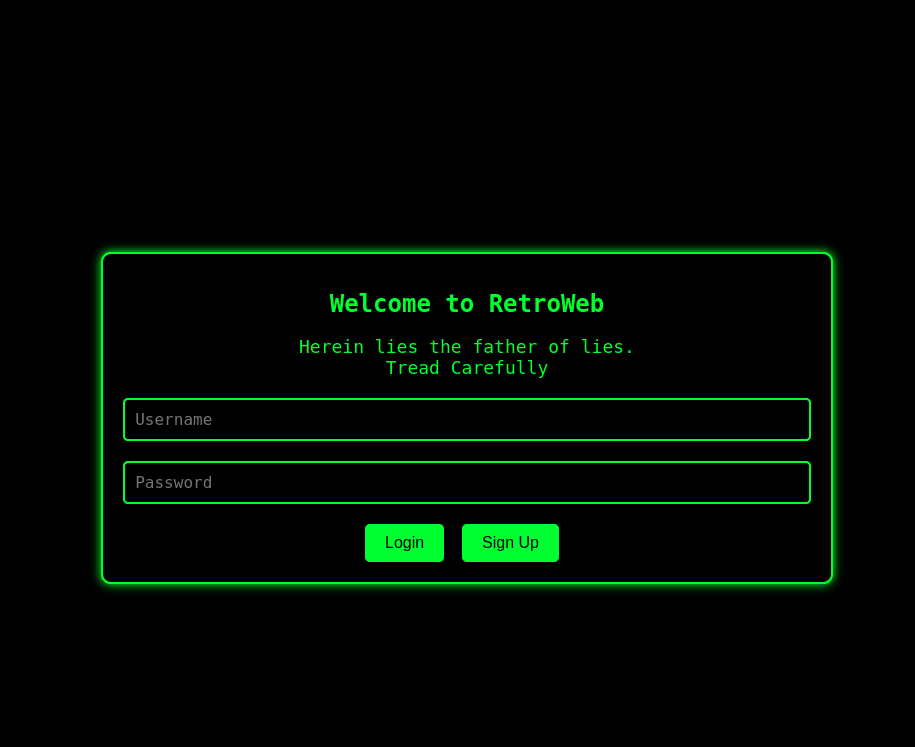 Welcome to RetroWeb
Herein lies the father of lies.
Tread Carefully
Username
Password
Login Sign Up